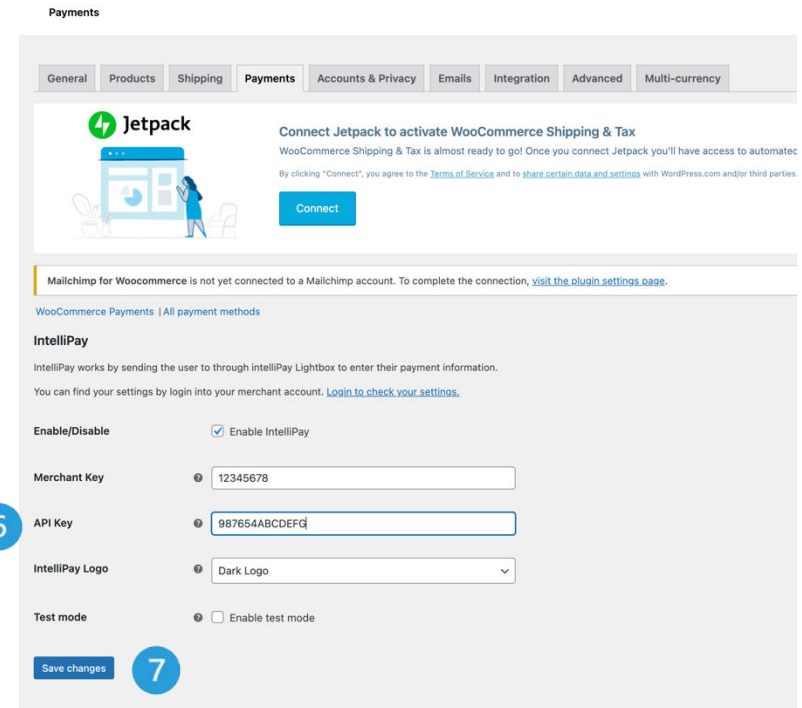 Payments
General Products Shipping Payments Accounts & Privacy Emails Integration Advanced Multi-currency
Jetpack
Connect Jetpack to activate WooCommerce Shipping & Tax
WooCommerce Shipping & Tax is almost ready to go! Once you connect Jetpack you'll have access to automated
By clicking "Connect", you agree to the Terms of Service and to share certain data and settings with WordPress.com and/or third parties.
Connect
Mailchimp for Woocommerce is not yet connected to a Mailchimp account. To complete the connection, visit the plugin settings page.
WooCommerce Payments | All payment methods
IntelliPay
IntelliPay works by sending the user to through intelliPay Lightbox to enter their payment information.
You can find your settings by login into your merchant account. Login to check your settings.
Enable/Disable Enable IntelliPay
Merchant Key 12345678
6 API Key 987654ABCDEFG
IntelliPay Logo Dark Logo
Test mode Enable test mode
Save changes 7